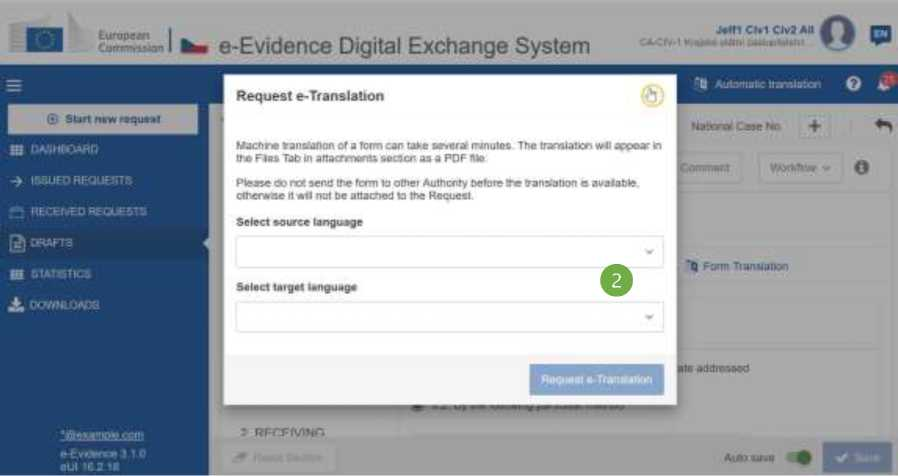 European
Commission
e-Evidence Digital Exchange System
Jeff1 Civ1 Civ2 All
EN
Automatic translation
?
Start new request
DASHBOARD
ISSUED REQUESTS
RECEIVED REQUESTS
DRAFTS
STATISTICS
DOWNLOADS
*@example.com
e-Evidence 3.1.0
eUI 16.2.18
National Case No.
+
Comment
Workflow
Request e-Translation
Machine translation of a form can take several minutes. The translation will appear in
the Files Tab in attachments section as a PDF file.
Please do not send the form to other Authority before the translation is available,
otherwise it will not be attached to the Request.
Select source language
2
Select target language
Request e-Translation
Form Translation
ate addressed
2. RECEIVING
Reset Section
Auto save
Save